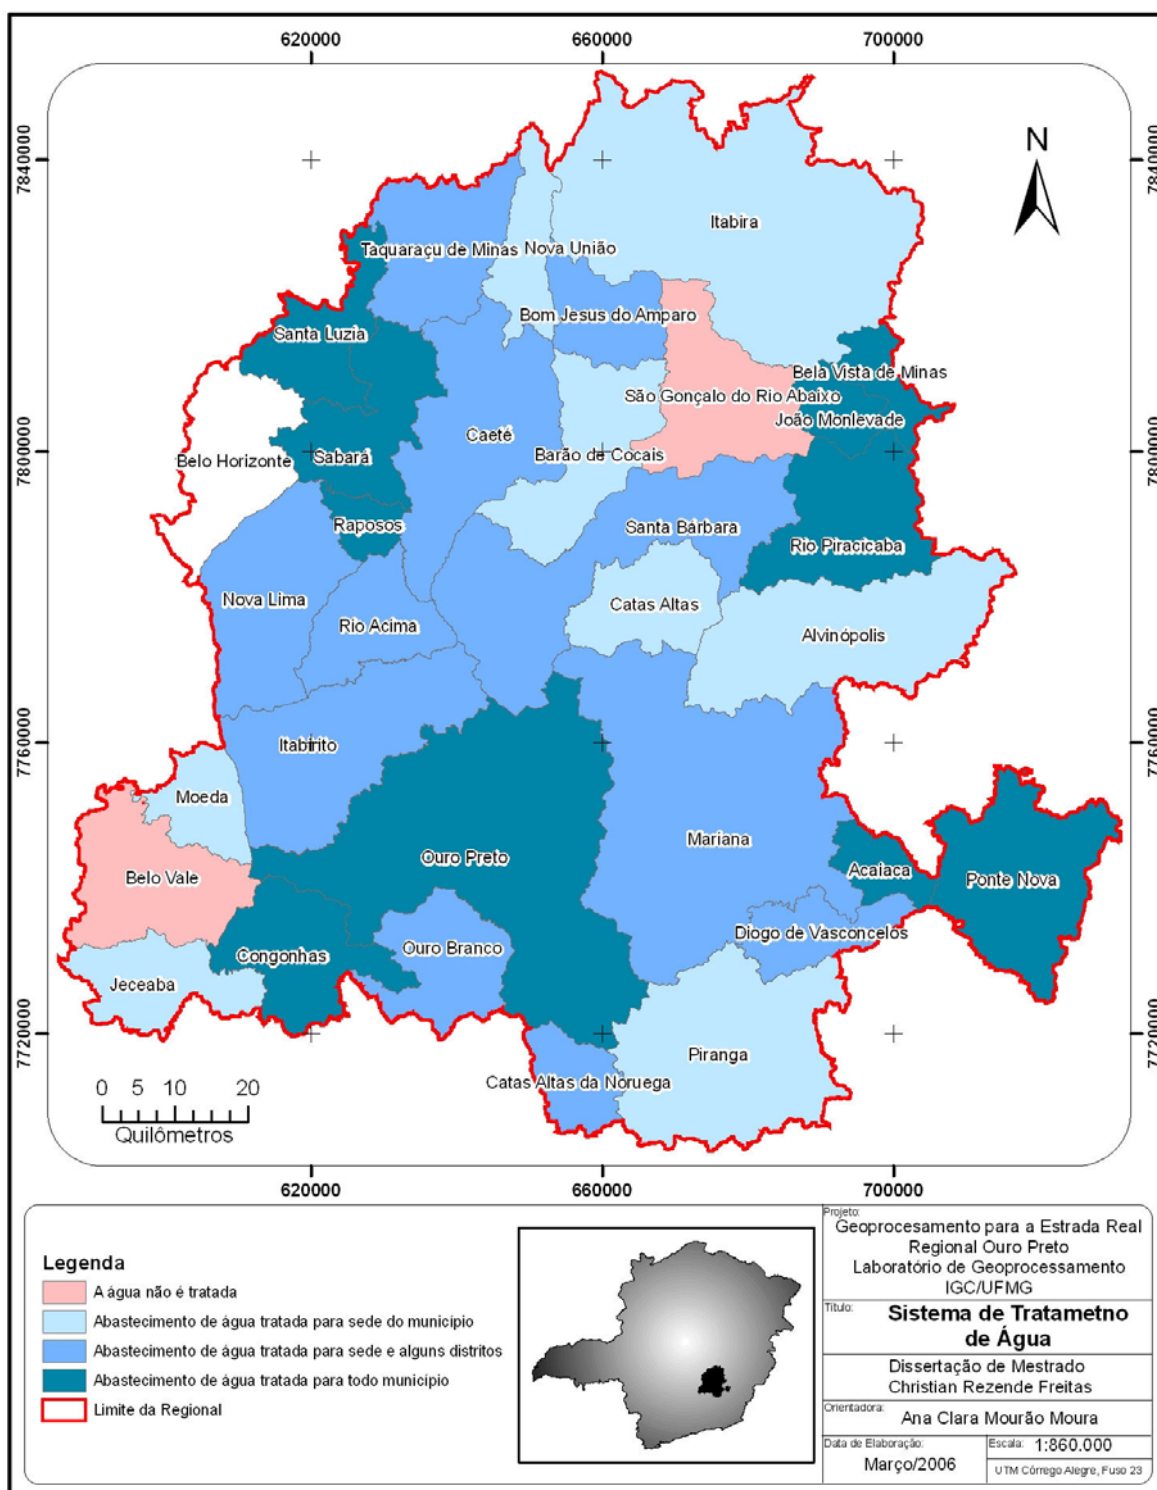 620000
660000
700000
7840000
7840000
N
Itabira
Taquaraçu de Minas
Nova União
Bom Jesus do Amparo
Santa Luzia
Bela Vista de Minas
São Gonçalo do Rio Abaixo
João Monlevade
Caeté
Belo Horizonte
Sabará
Barão de Cocais
7800000
7800000
Raposos
Santa Bárbara
Rio Piracicaba
Nova Lima
Catas Altas
Rio Acima
Alvinópolis
Itabirito
7760000
7760000
Moeda
Mariana
Ouro Preto
Belo Vale
Acaiaca
Ponte Nova
Diogo de Vasconcelos
Ouro Branco
Congonhas
Jeceaba
7720000
7720000
Piranga
Catas Altas da Noruega
0 5 10 20
Quilômetros
620000
660000
700000
Legenda
A água não é tratada
Abastecimento de água tratada para sede do município
Abastecimento de água tratada para sede e alguns distritos
Abastecimento de água tratada para todo município
Limite da Regional
Projeto:
Geoprocesamento para a Estrada Real
Regional Ouro Preto
Laboratório de Geoprocessamento
IGC/UFMG
Título:
Sistema de Tratametno
de Água
Dissertação de Mestrado
Christian Rezende Freitas
Orientadora:
Ana Clara Mourão Moura
Data de Elaboração:
Março/2006
Escala: 1:860.000
UTM Córrego Alegre, Fuso 23